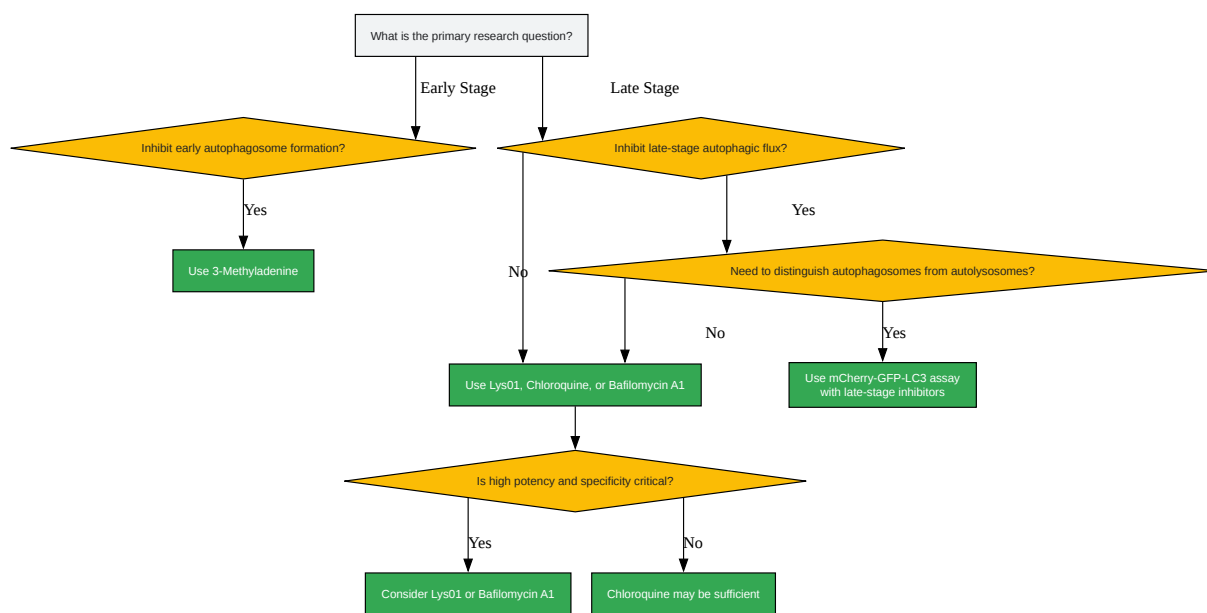 What is the primary research question?
Early Stage
Late Stage
Inhibit early autophagosome formation?
Inhibit late-stage autophagic flux?
Yes
Yes
Use 3-Methyladenine
No
Need to distinguish autophagosomes from autolysosomes?
No
Yes
Use Lys01, Chloroquine, or Bafilomycin A1
Use mCherry-GFP-LC3 assay
with late-stage inhibitors
Is high potency and specificity critical?
Yes
No
Consider Lys01 or Bafilomycin A1
Chloroquine may be sufficient